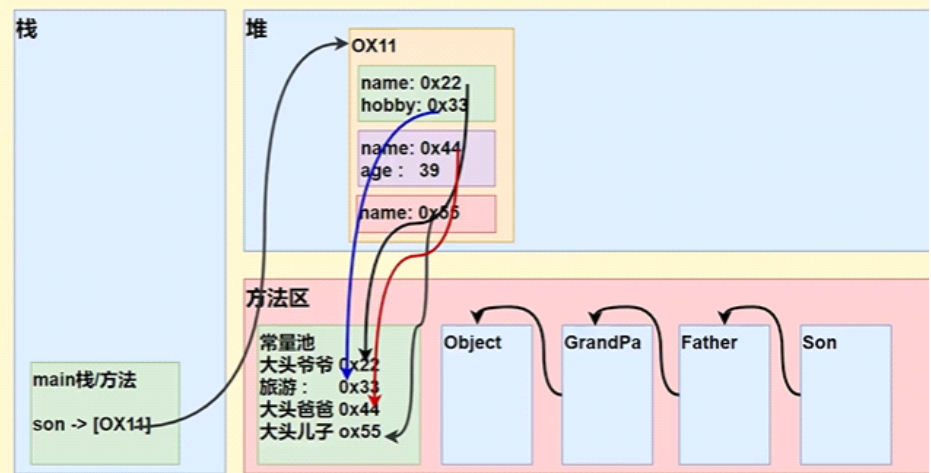 栈
main栈/方法
son -> [OX11]
堆
OX11
name: 0x22
hobby: 0x33
name: 0x44
age： 39
name: 0x55
方法区
常量池
大头爷爷 0x22
旅游： 0x33
大头爸爸 0x44
大头儿子 ox55
Object
GrandPa
Father
Son